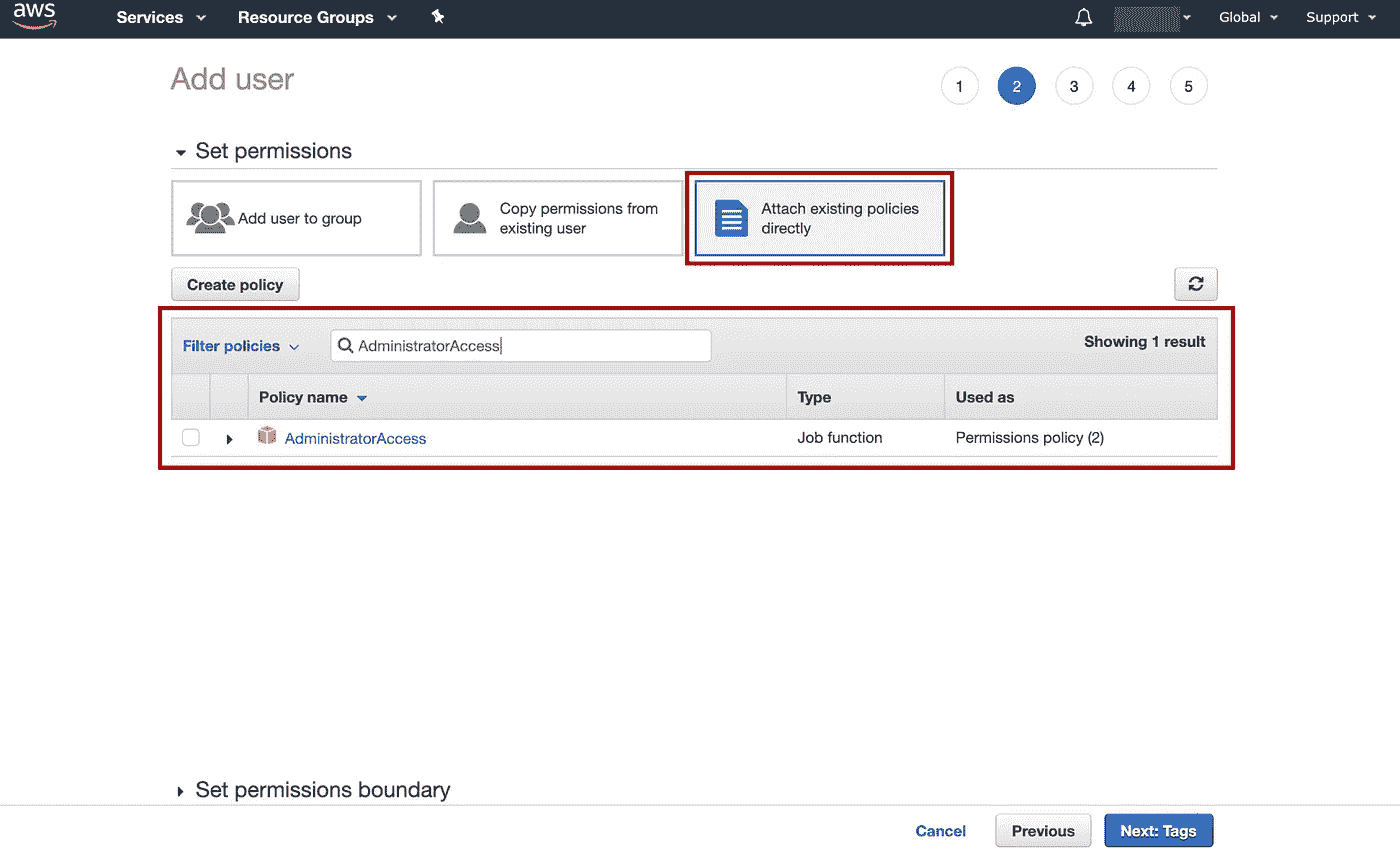 aws Services Resource Groups Global Support
Add user
1 2 3 4 5
Set permissions
Add user to group
Copy permissions from
existing user
Attach existing policies
directly
Create policy
Filter policies AdministratorAccess Showing 1 result
Policy name Type Used as
AdministratorAccess Job function Permissions policy (2)
Set permissions boundary
Cancel Previous Next: Tags